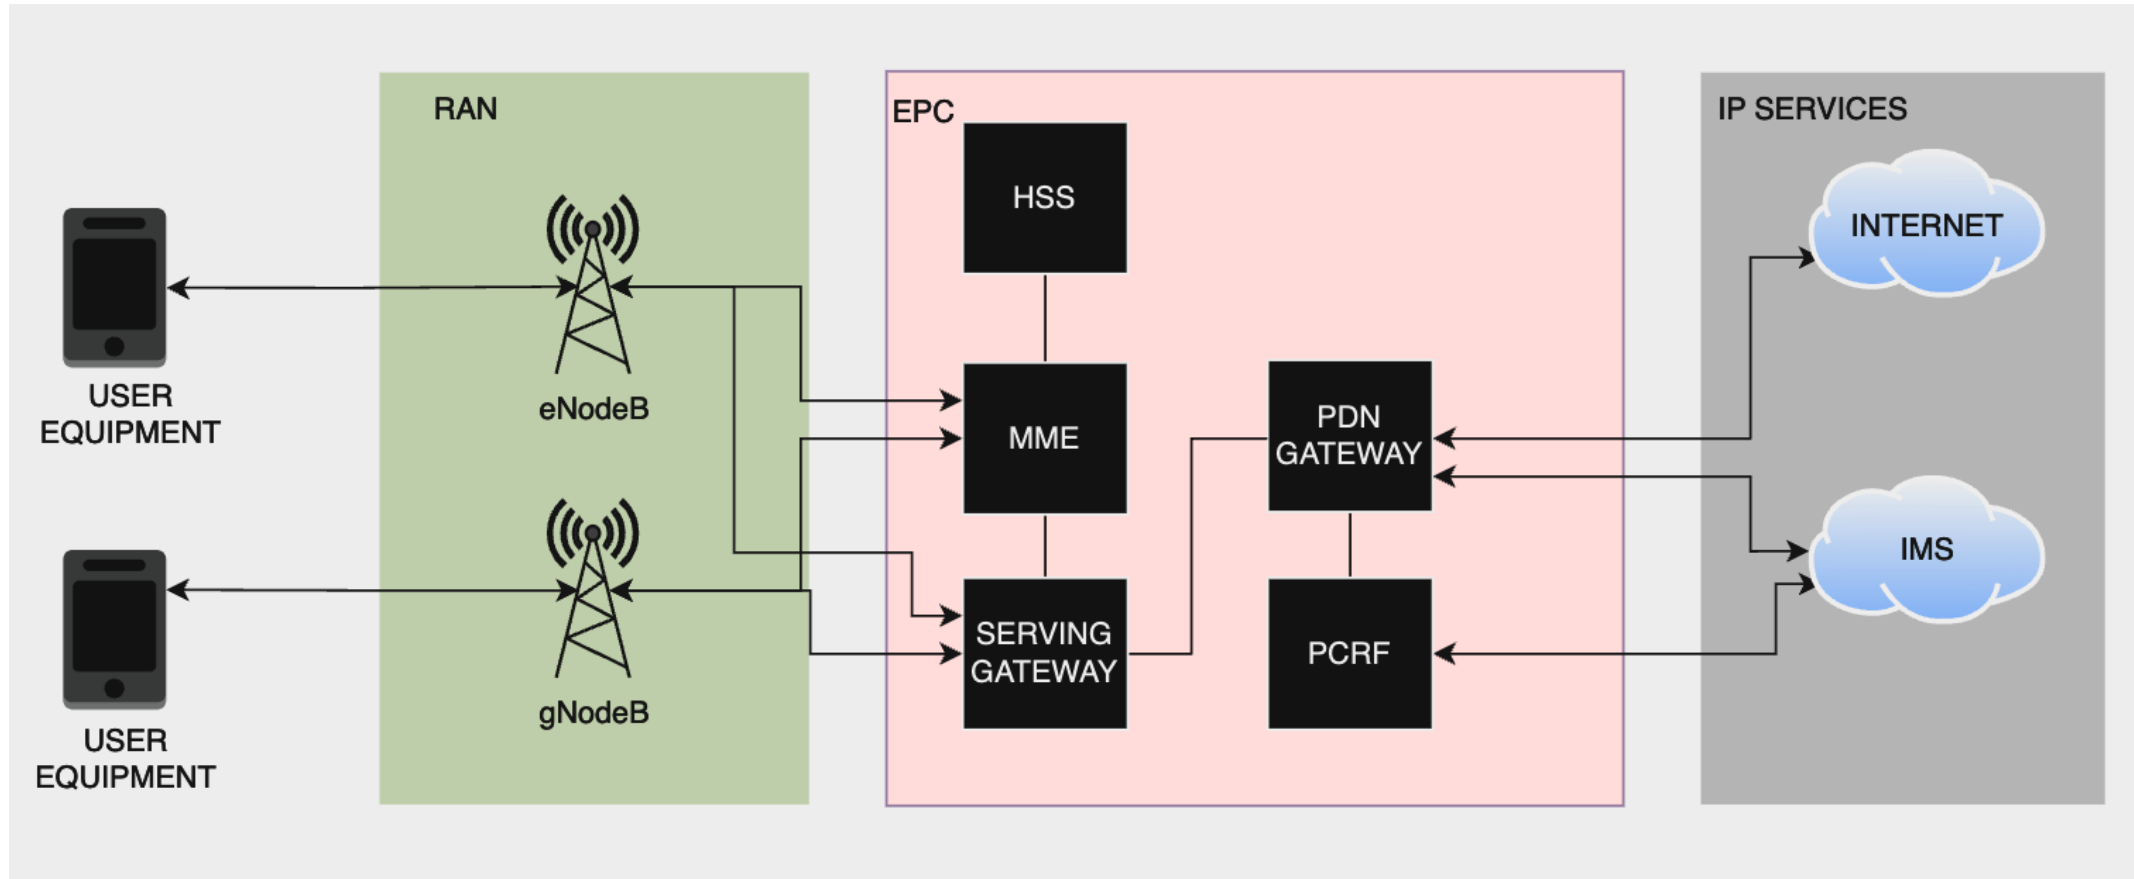 RAN
EPC
IP SERVICES
HSS
INTERNET
USER
EQUIPMENT
eNodeB
MME
PDN
GATEWAY
IMS
SERVING
GATEWAY
PCRF
gNodeB
USER
EQUIPMENT